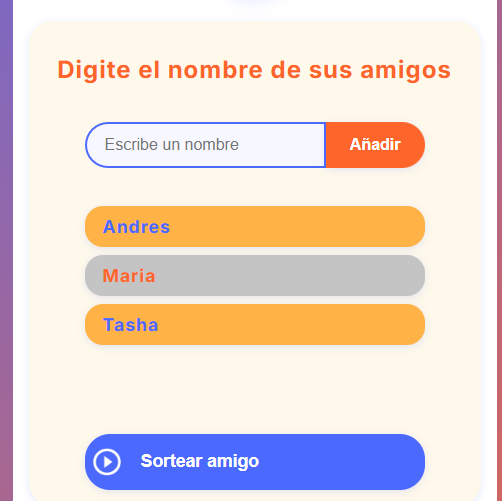 Digite el nombre de sus amigos
Escribe un nombre
Añadir
Andres
Maria
Tasha
Sortear amigo